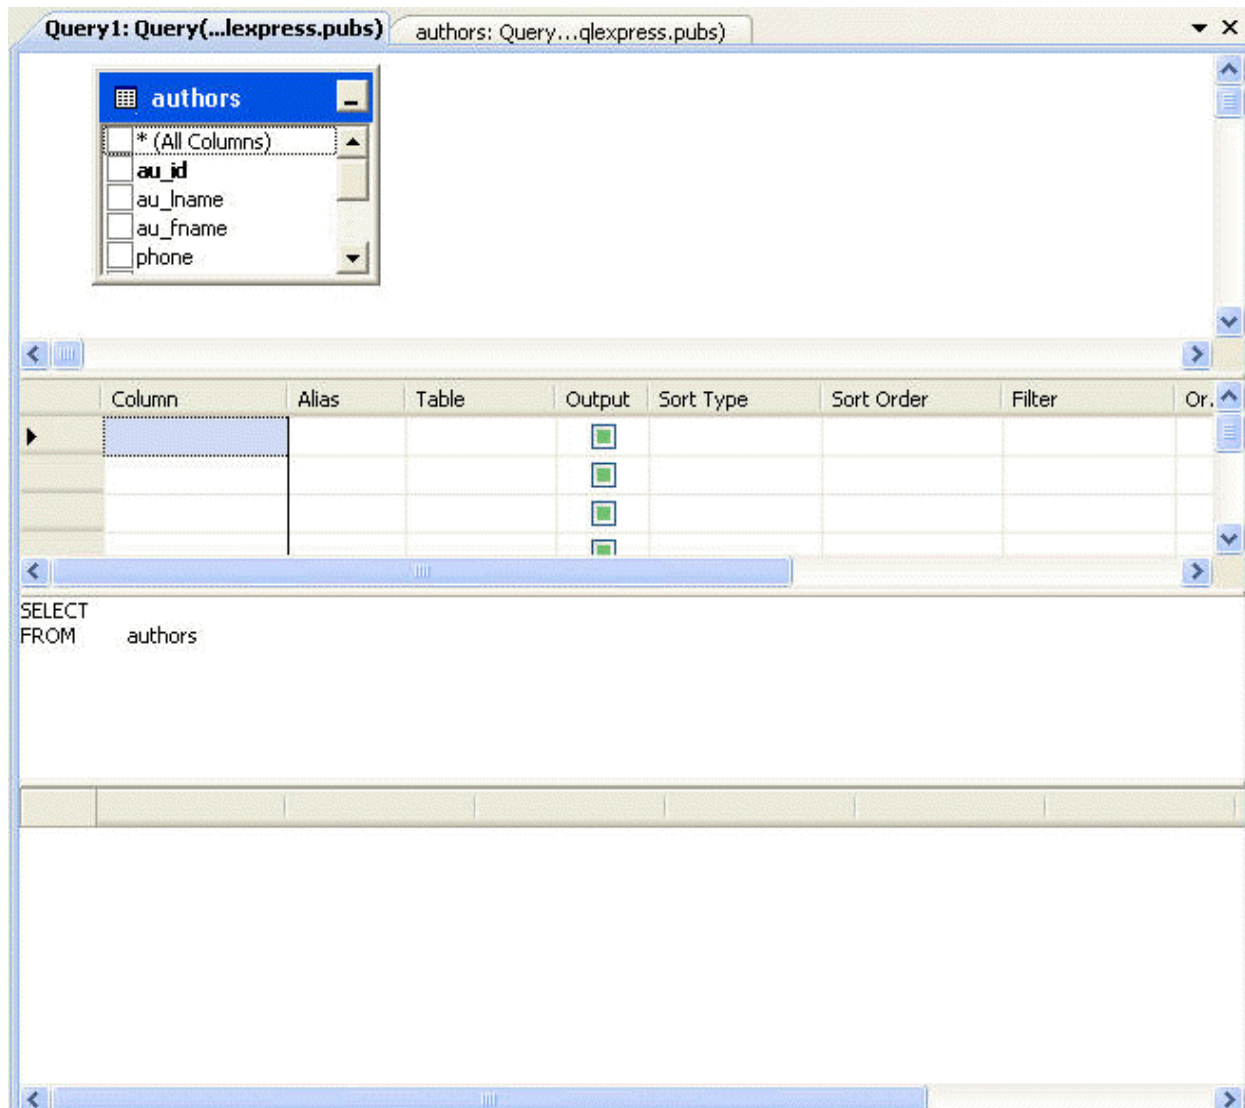 Query1: Query(...lexpress.pubs) authors: Query...qlexpress.pubs)
authors
* (All Columns)
au_id
au_lname
au_fname
phone
Column Alias Table Output Sort Type Sort Order Filter Or.
SELECT
FROM authors